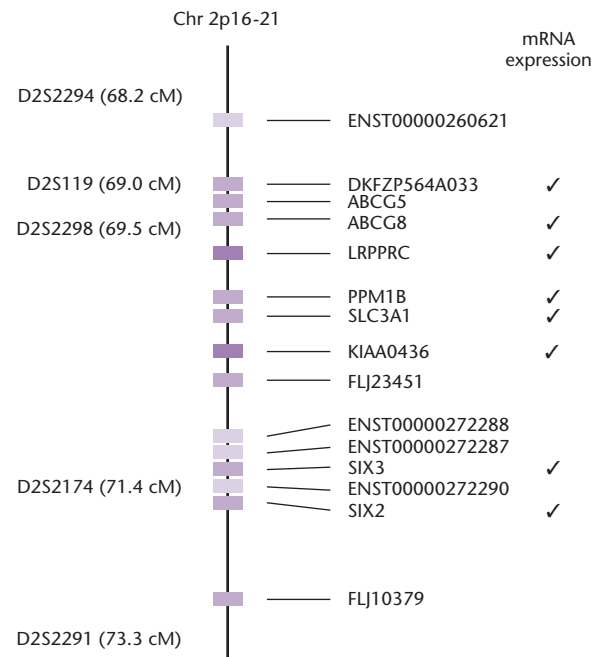 Chr 2p16-21
mRNA
expression
D2S2294 (68.2 cM)
ENST00000260621
D2S119 (69.0 cM)
DKFZP564A033 ✓
ABCG5
D2S2298 (69.5 cM)
ABCG8 ✓
LRPPRC ✓
PPM1B ✓
SLC3A1 ✓
KIAA0436 ✓
FLJ23451
ENST00000272288
ENST00000272287
SIX3 ✓
D2S2174 (71.4 cM)
ENST00000272290
SIX2 ✓
FLJ10379
D2S2291 (73.3 cM)